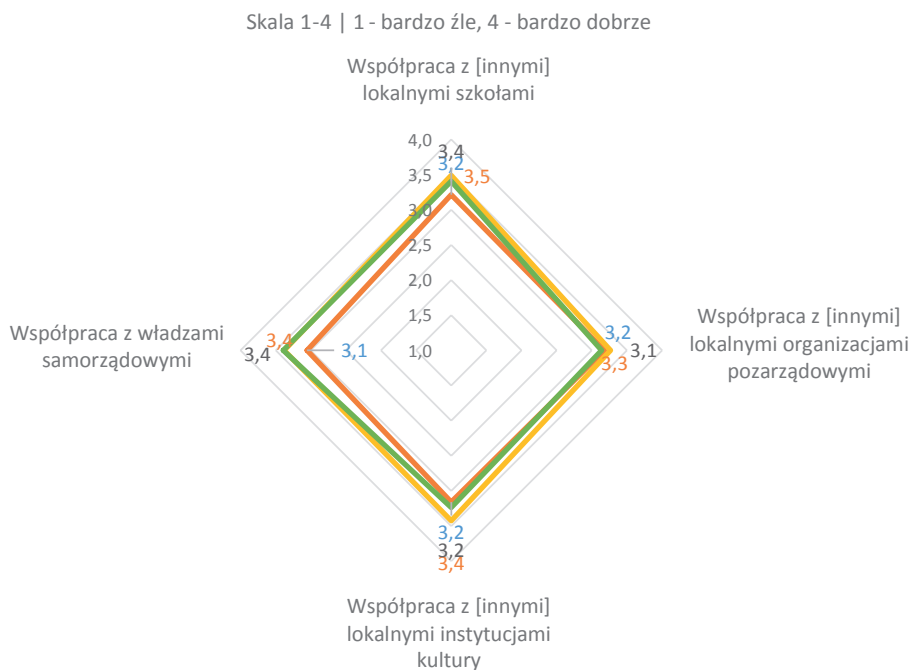 Skala 1-4 | 1 - bardzo źle, 4 - bardzo dobrze
Współpraca z [innymi]
lokalnymi szkołami
4,0
3,4
3,2
3,5
3,5
3,0
2,5
2,0
1,5
1,0
Współpraca z władzami
samorządowymi
3,4
3,4
3,1
3,2
3,1
3,3
Współpraca z [innymi]
lokalnymi organizacjami
pozarządowymi
3,2
3,2
3,4
Współpraca z [innymi]
lokalnymi instytucjami
kultury